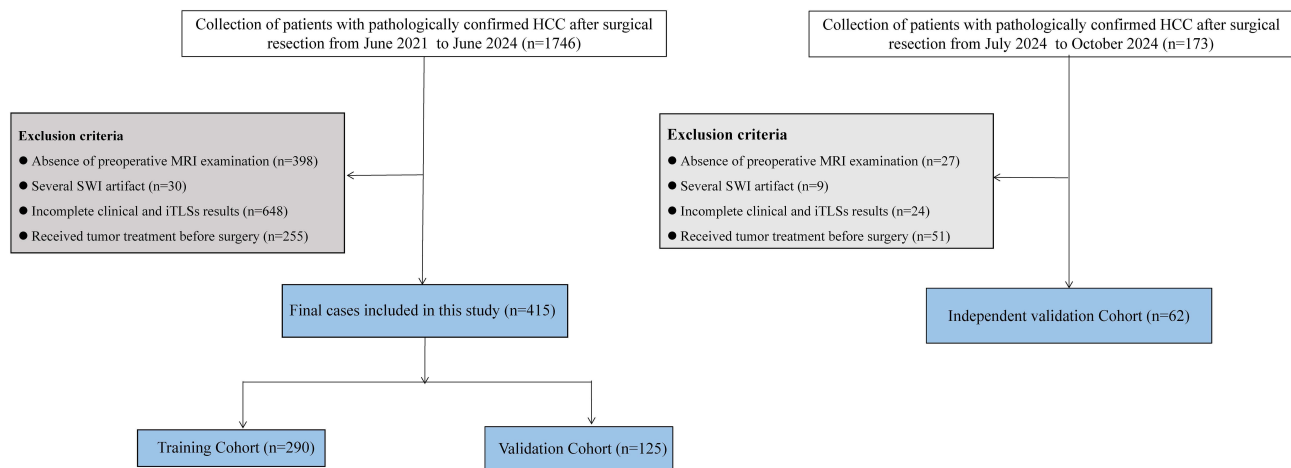 Collection of patients with pathologically confirmed HCC after surgical
resection from June 2021 to June 2024 (n=1746)
Exclusion criteria
● Absence of preoperative MRI examination (n=398)
● Several SWI artifact (n=30)
● Incomplete clinical and iTLSs results (n=648)
● Received tumor treatment before surgery (n=255)
Final cases included in this study (n=415)
Training Cohort (n=290)
Validation Cohort (n=125)
Collection of patients with pathologically confirmed HCC after surgical
resection from July 2024 to October 2024 (n=173)
Exclusion criteria
● Absence of preoperative MRI examination (n=27)
● Several SWI artifact (n=9)
● Incomplete clinical and iTLSs results (n=24)
● Received tumor treatment before surgery (n=51)
Independent validation Cohort (n=62)